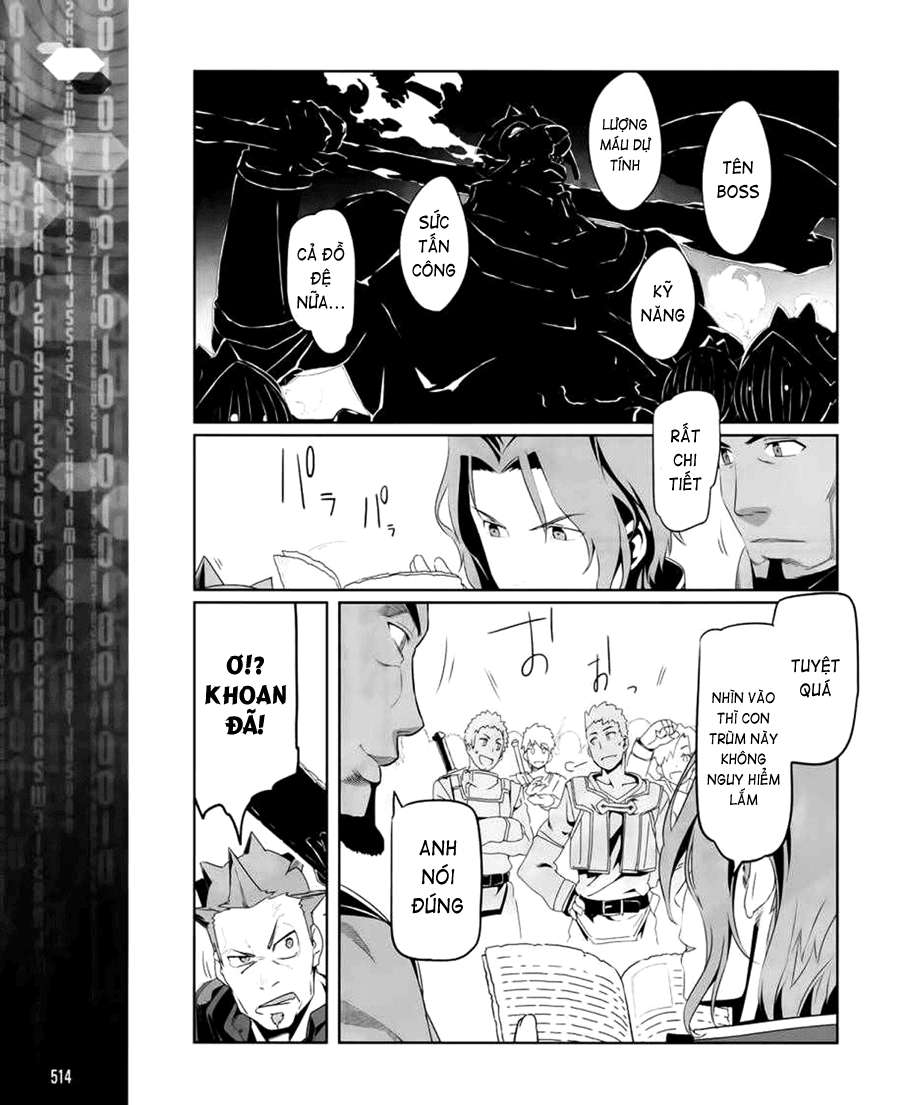 TÊN
BOSS
LƯỢNG
MÁU DỰ
TÍNH
KỸ
NĂNG
SỨC
TẤN
CÔNG
CẢ ĐỒ
ĐỆ
NỮA...
RẤT
CHI
TIẾT
パラ
パラ
TUYỆT
QUÁ
NHÌN VÀO
THÌ CON
TRÙM NÀY
KHÔNG
NGUY HIỂM
LẮM
おお
ANH
NÓI
ĐÚNG
Ơ!?
KHOAN
ĐÃ!
514